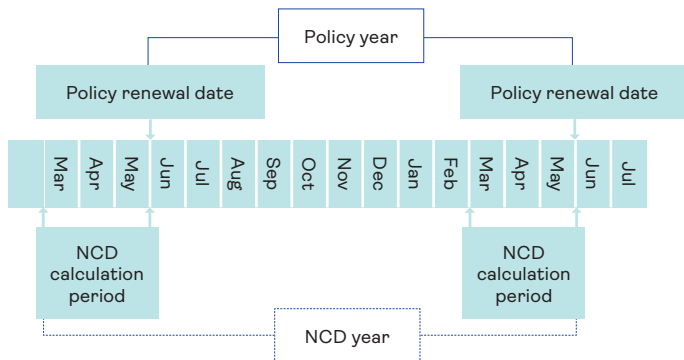 Policy year
Policy renewal date
Policy renewal date
Mar
Apr
May
Jun
Jul
Aug
Sep
Oct
Nov
Dec
Jan
Feb
Mar
Apr
May
Jun
Jul
NCD
calculation
period
NCD
calculation
period
NCD year